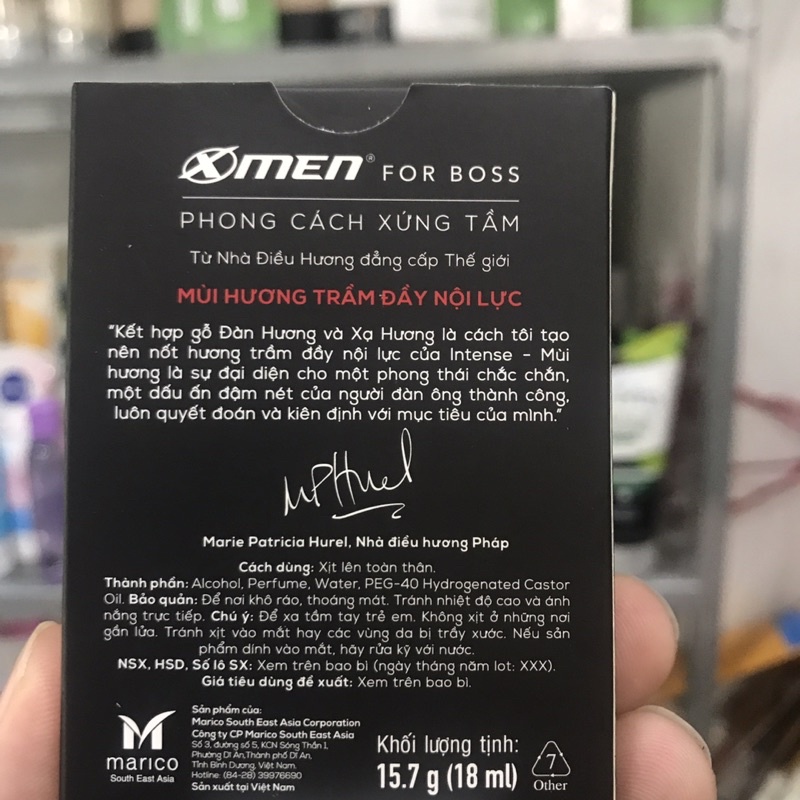 XMEN® FOR BOSS
PHONG CÁCH XỨNG TẦM
Từ Nhà Điều Hương đẳng cấp Thế giới
MÙI HƯƠNG TRẦM ĐẦY NỘI LỰC
"Kết hợp gỗ Đàn Hương và Xạ Hương là cách tôi tạo
nên nốt hương trầm đầy nội lực của Intense - Mùi
hương là sự đại diện cho một phong thái chắc chắn,
một dấu ấn đậm nét của người đàn ông thành công,
luôn quyết đoán và kiên định với mục tiêu của mình."
MPHurel
Marie Patricia Hurel, Nhà điều hương Pháp
Cách dùng: Xịt lên toàn thân.
Thành phần: Alcohol, Perfume, Water, PEG-40 Hydrogenated Castor
Oil. Bảo quản: Để nơi khô ráo, thoáng mát. Tránh nhiệt độ cao và ánh
nắng trực tiếp. Chú ý: Để xa tầm tay trẻ em. Không xịt ở những nơi
gần lửa. Tránh xịt vào mắt hay các vùng da bị trầy xước. Nếu sản
phẩm dính vào mắt, hãy rửa kỹ với nước.
NSX, HSD, Số lô SX: Xem trên bao bì (ngày tháng năm lot: XXX).
Giá tiêu dùng đề xuất: Xem trên bao bì.
marico
South East Asia
Sản phẩm của:
Marico South East Asia Corporation
Công ty CP Marico South East Asia
Số 3, đường số 5, KCN Sóng Thần 1,
Phường Dĩ An, Thành phố Dĩ An,
Tỉnh Bình Dương, Việt Nam.
Hotline: (84-28) 39976690
Sản xuất tại Việt Nam
Khối lượng tịnh:
15.7 g (18 ml)
7
Other